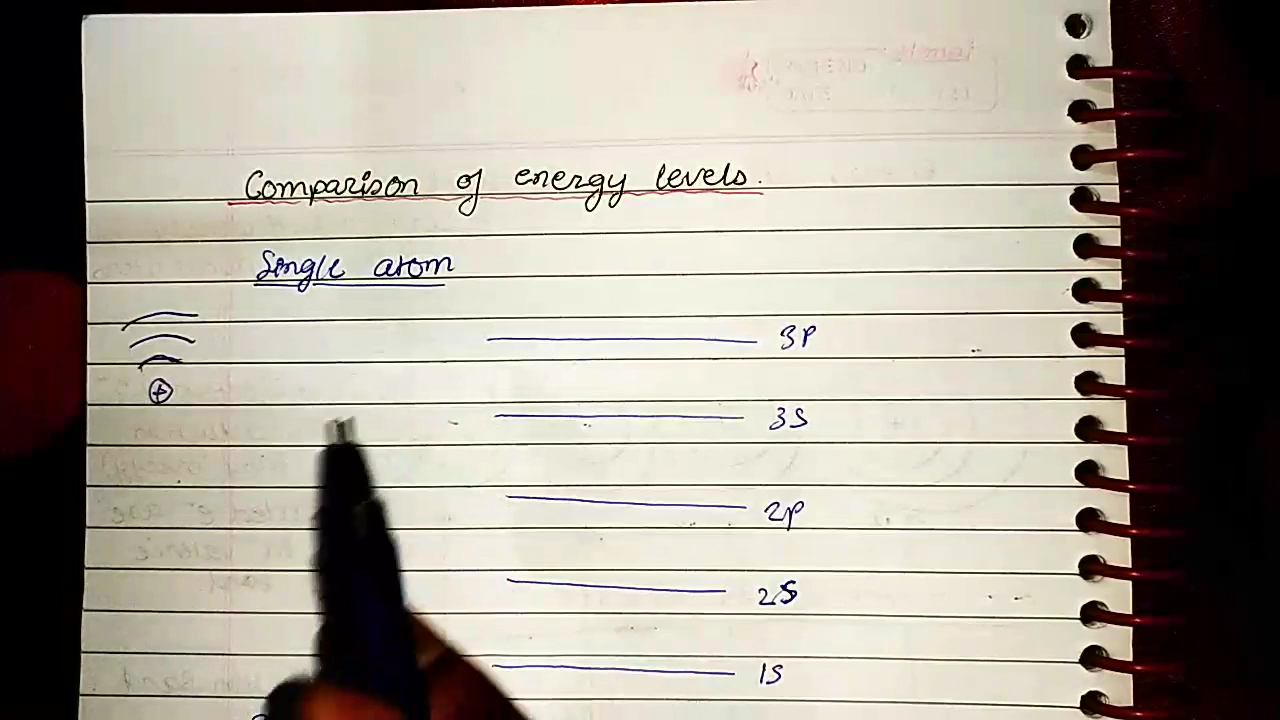 Comparison of energy levels.
Single atom
3P
3S
+
2P
2S
1S